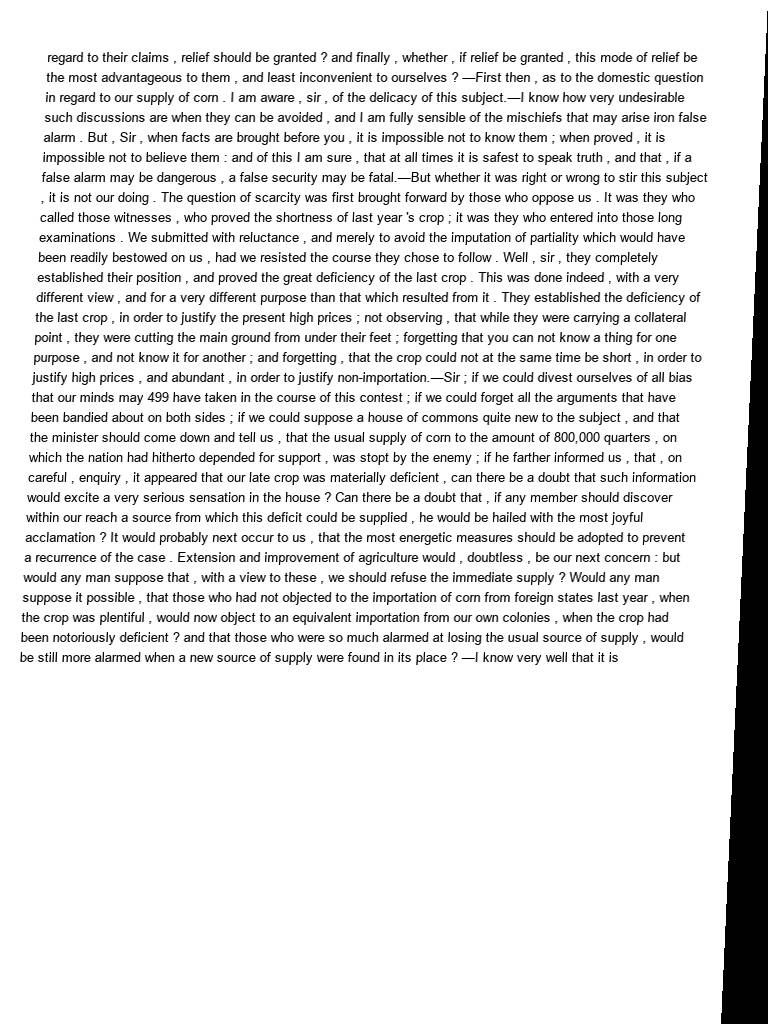 regard to their claims , relief should be granted ? and finally , whether , if relief be granted , this mode of relief be
the most advantageous to them , and least inconvenient to ourselves ? —First then , as to the domestic question
in regard to our supply of corn . I am aware , sir , of the delicacy of this subject.—I know how very undesirable
such discussions are when they can be avoided , and I am fully sensible of the mischiefs that may arise iron false
alarm . But , Sir , when facts are brought before you , it is impossible not to know them ; when proved , it is
impossible not to believe them : and of this I am sure , that at all times it is safest to speak truth , and that , if a
false alarm may be dangerous , a false security may be fatal.—But whether it was right or wrong to stir this subject
, it is not our doing . The question of scarcity was first brought forward by those who oppose us . It was they who
called those witnesses , who proved the shortness of last year 's crop ; it was they who entered into those long
examinations . We submitted with reluctance , and merely to avoid the imputation of partiality which would have
been readily bestowed on us , had we resisted the course they chose to follow . Well , sir , they completely
established their position , and proved the great deficiency of the last crop . This was done indeed , with a very
different view , and for a very different purpose than that which resulted from it . They established the deficiency of
the last crop , in order to justify the present high prices ; not observing , that while they were carrying a collateral
point , they were cutting the main ground from under their feet ; forgetting that you can not know a thing for one
purpose , and not know it for another ; and forgetting , that the crop could not at the same time be short , in order to
justify high prices , and abundant , in order to justify non-importation.—Sir ; if we could divest ourselves of all bias
that our minds may 499 have taken in the course of this contest ; if we could forget all the arguments that have
been bandied about on both sides ; if we could suppose a house of commons quite new to the subject , and that
the minister should come down and tell us , that the usual supply of corn to the amount of 800,000 quarters , on
which the nation had hitherto depended for support , was stopt by the enemy ; if he farther informed us , that , on
careful , enquiry , it appeared that our late crop was materially deficient , can there be a doubt that such information
would excite a very serious sensation in the house ? Can there be a doubt that , if any member should discover
within our reach a source from which this deficit could be supplied , he would be hailed with the most joyful
acclamation ? It would probably next occur to us , that the most energetic measures should be adopted to prevent
a recurrence of the case . Extension and improvement of agriculture would , doubtless , be our next concern : but
would any man suppose that , with a view to these , we should refuse the immediate supply ? Would any man
suppose it possible , that those who had not objected to the importation of corn from foreign states last year , when
the crop was plentiful , would now object to an equivalent importation from our own colonies , when the crop had
been notoriously deficient ? and that those who were so much alarmed at losing the usual source of supply , would
be still more alarmed when a new source of supply were found in its place ? —I know very well that it is